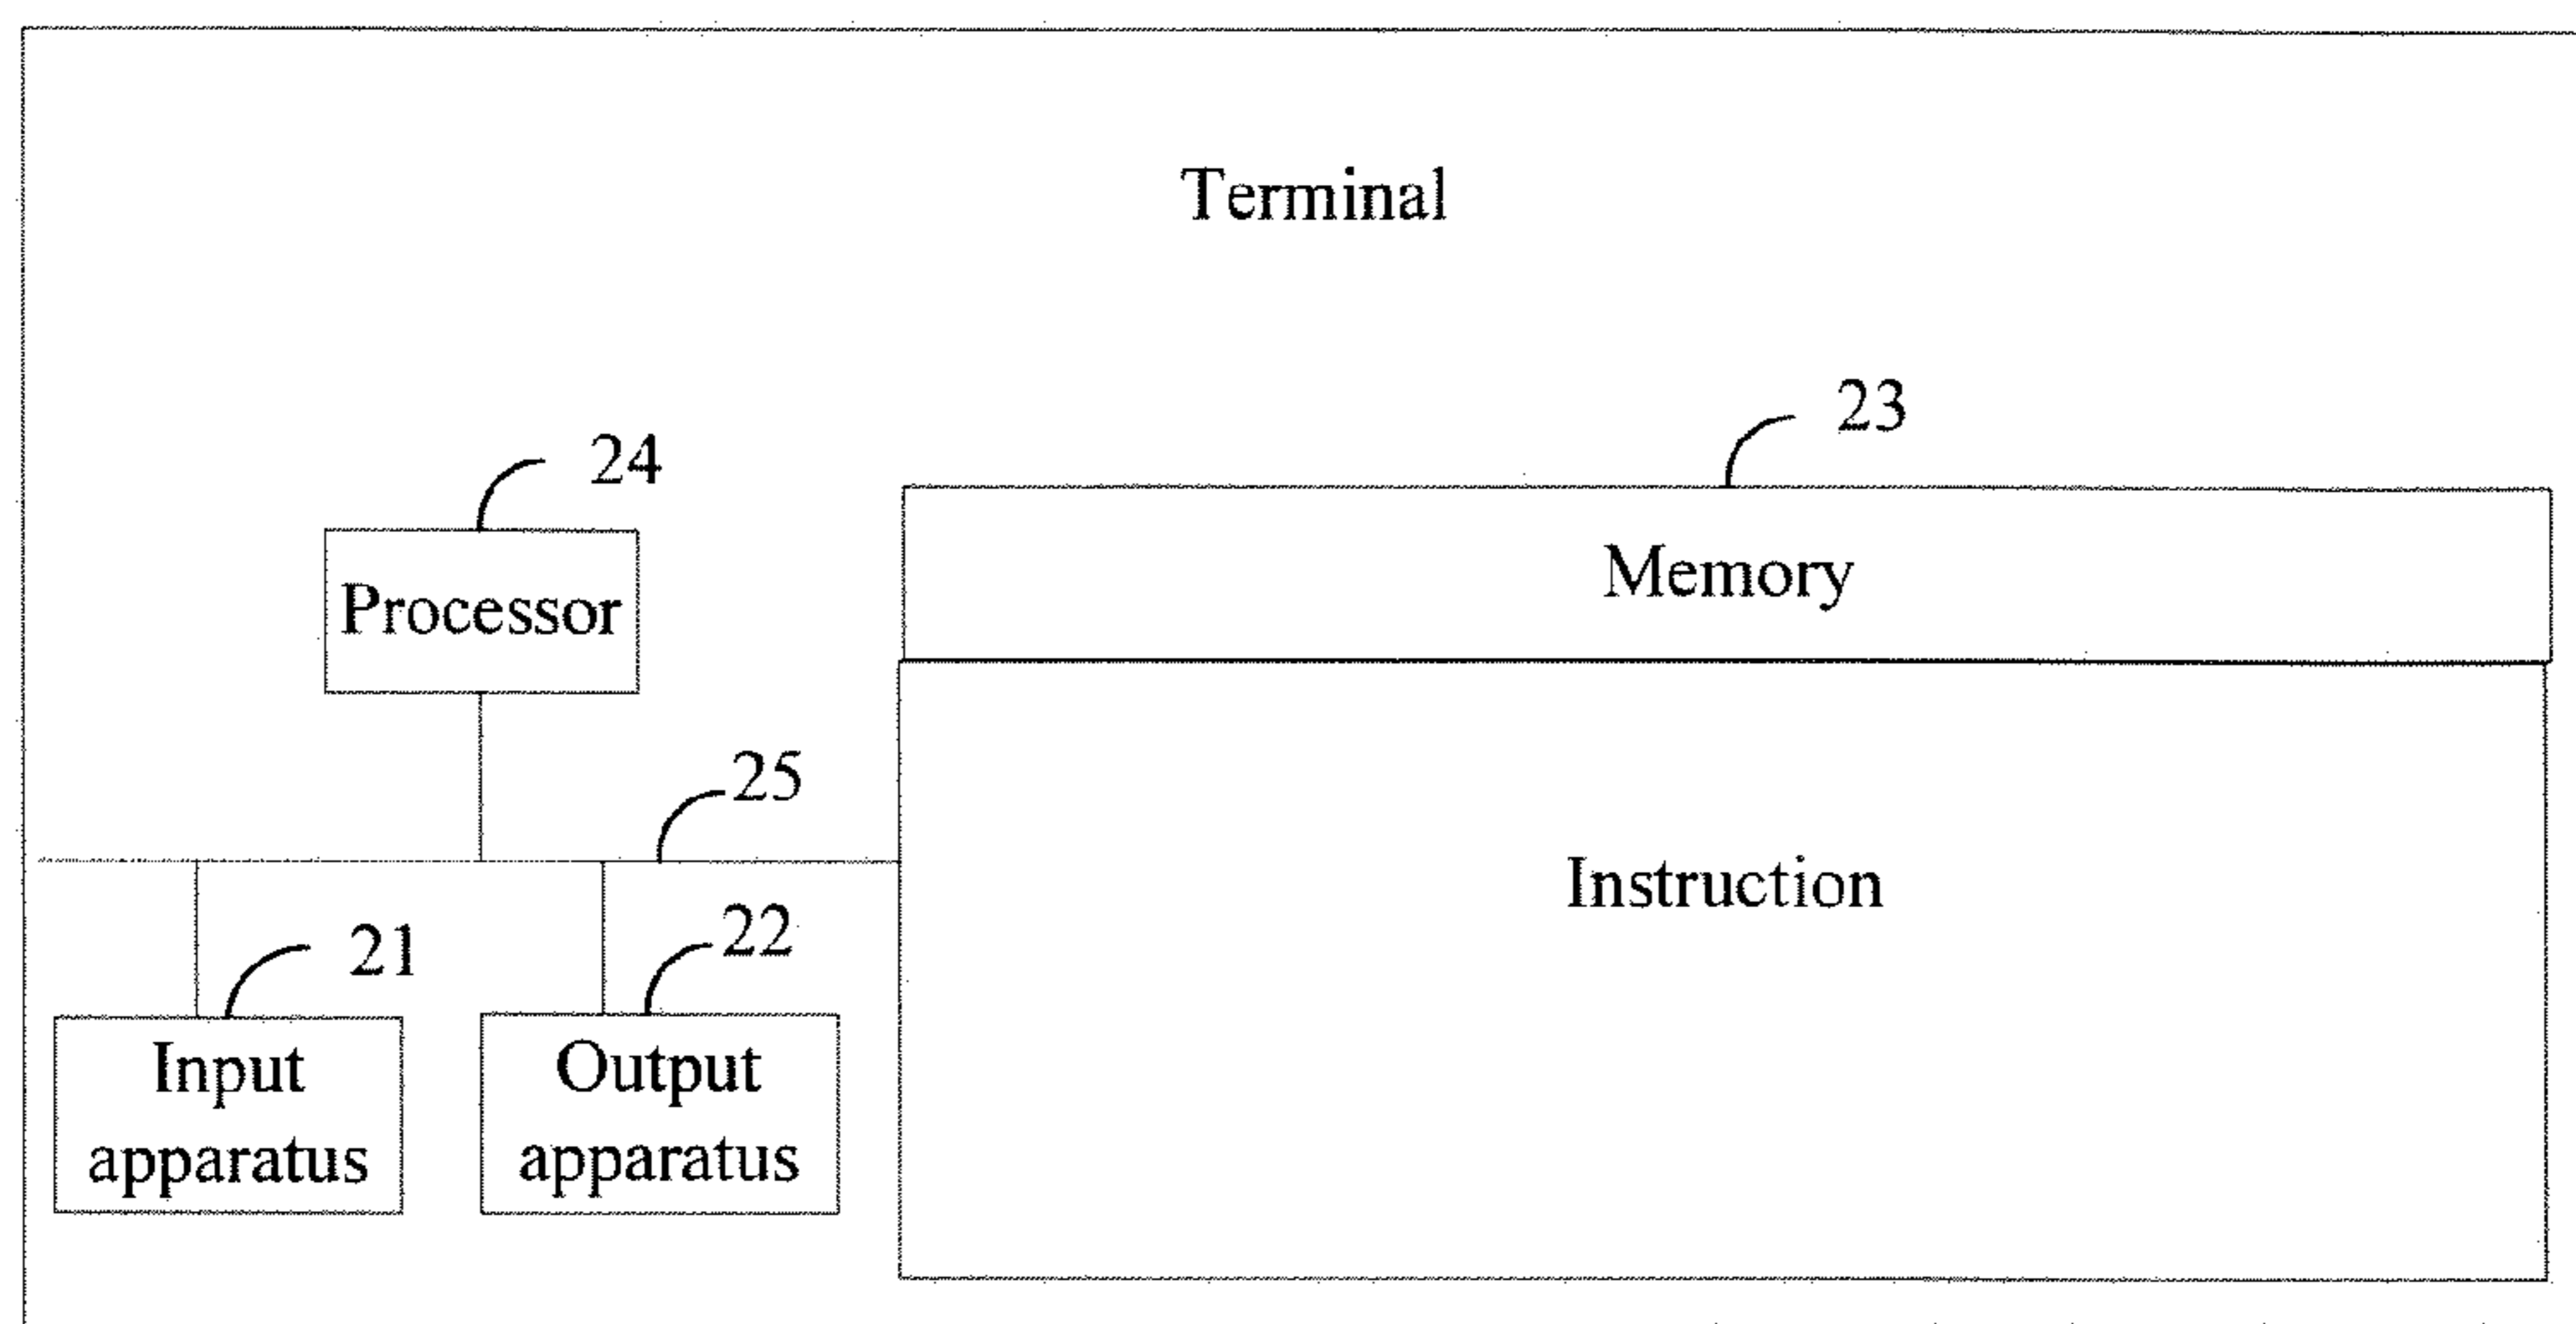 Terminal
23
24
Memory
Processor
25
Instruction
21
22
Input
apparatus
Output
apparatus